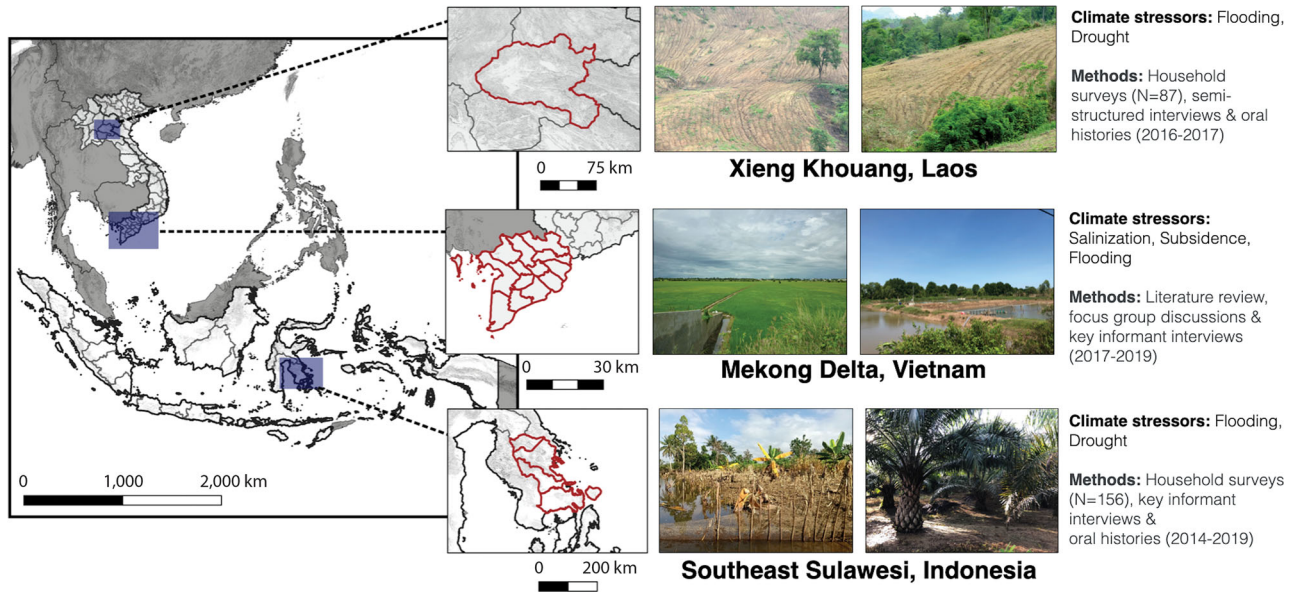 Climate stressors: Flooding,
Drought
Methods: Household
surveys (N=87), semi-
structured interviews & oral
histories (2016-2017)
0 75 km
Xieng Khouang, Laos
Climate stressors:
Salinization, Subsidence,
Flooding
Methods: Literature review,
focus group discussions &
key informant interviews
(2017-2019)
0 30 km
Mekong Delta, Vietnam
0 1,000 2,000 km
Climate stressors: Flooding,
Drought
Methods: Household surveys
(N=156), key informant
interviews &
oral histories (2014-2019)
0 200 km
Southeast Sulawesi, Indonesia